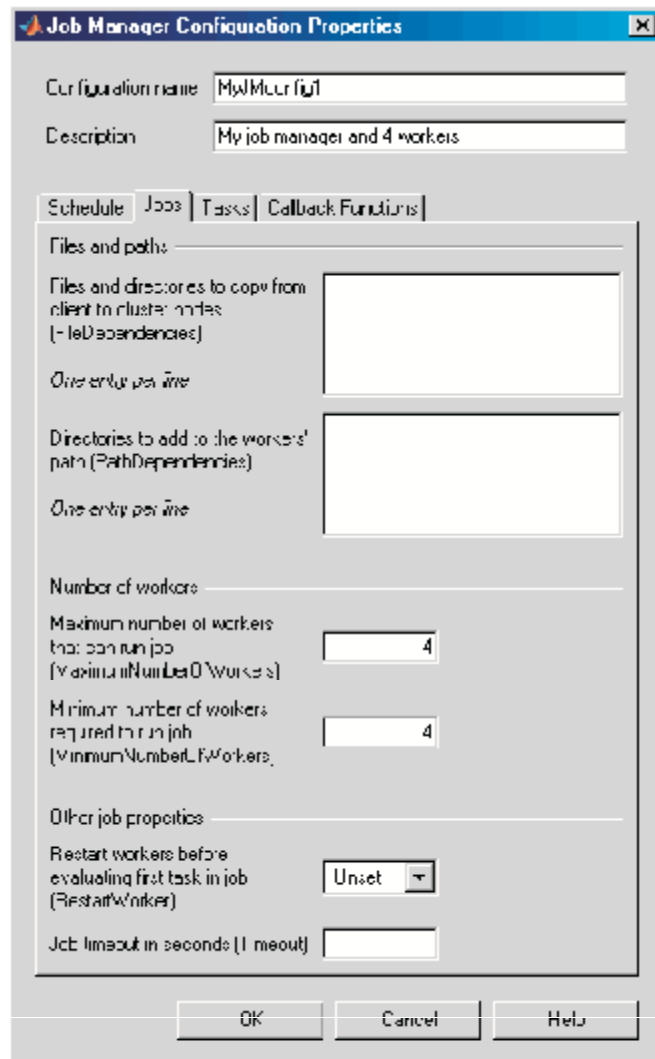 Job Manager Configuration Properties
Configuration name MyJMconfig1
Description My job manager and 4 workers
Schedule Jobs Tasks Callback Functions
Files and paths
Files and directories to copy from
client to cluster nodes
(FileDependencies)
One entry per line
Directories to add to the workers'
path (PathDependencies)
One entry per line
Number of workers
Maximum number of workers
that can run job
(MaximumNumberOfWorkers)
4
Minimum number of workers
required to run job
(MinimumNumberOfWorkers)
4
Other job properties
Restart workers before
evaluating first task in job
(RestartWorker)
Unset
Job timeout in seconds (Timeout)
OK Cancel Help